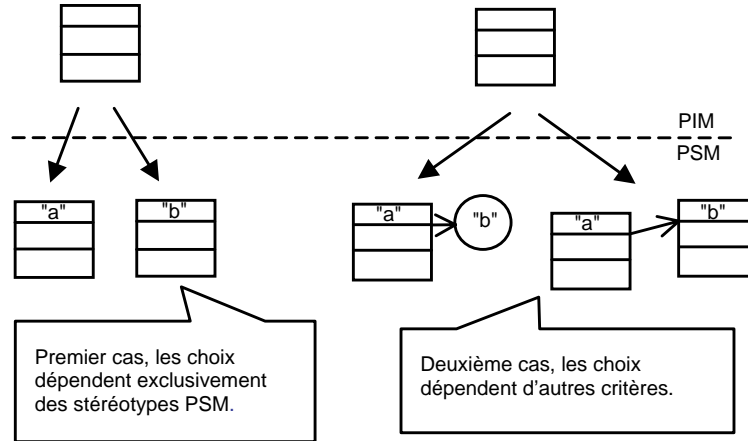 PIM
PSM
"a"
"b"
"a"
"b"
"a"
"b"
Premier cas, les choix
dépendent exclusivement
des stéréotypes PSM.
Deuxième cas, les choix
dépendent d'autres critères.